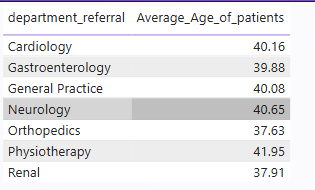 department_referral Average_Age_of_patients
Cardiology 40.16
Gastroenterology 39.88
General Practice 40.08
Neurology 40.65
Orthopedics 37.63
Physiotherapy 41.95
Renal 37.91